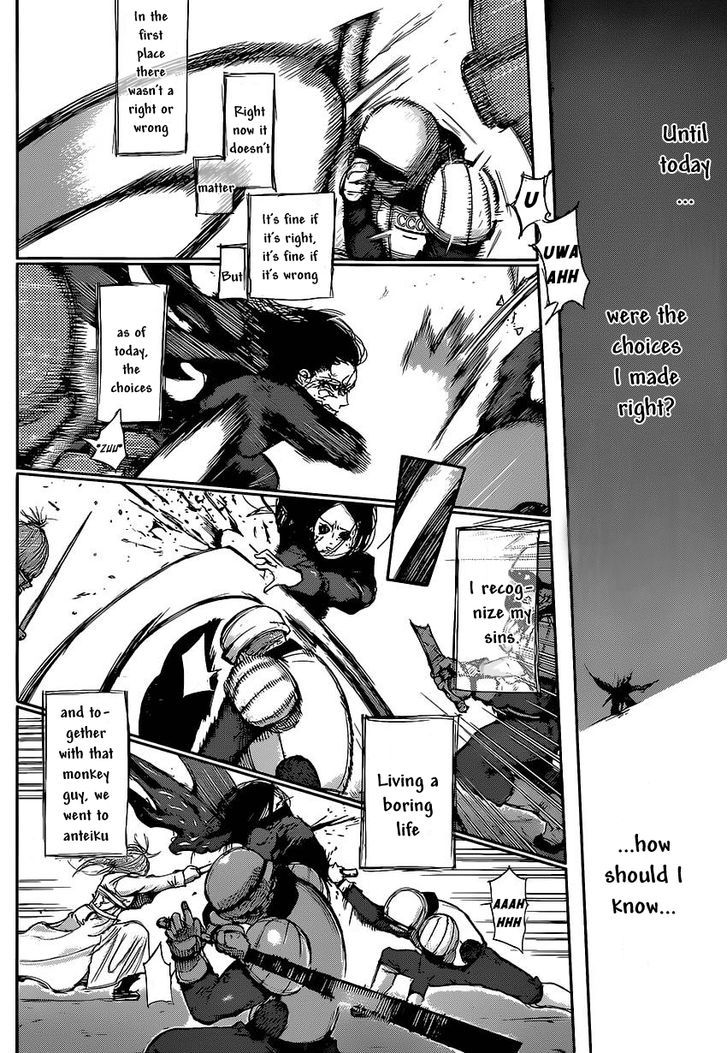 Until
today
...
were the
choices
I made
right?
...how
should I
know...
In the
first
place
there
wasn't a
right or
wrong
Right
now it
doesn't
matter
It's fine if
it's right,
it's fine if
it's wrong
But
U
UWA
AHH
CCG
as of
today,
the
choices
*ZUU*
I recog-
nize my
sins
Living a
boring
life
and to-
gether
with that
monkey
guy, we
went to
anteiku
AAAH
HHH